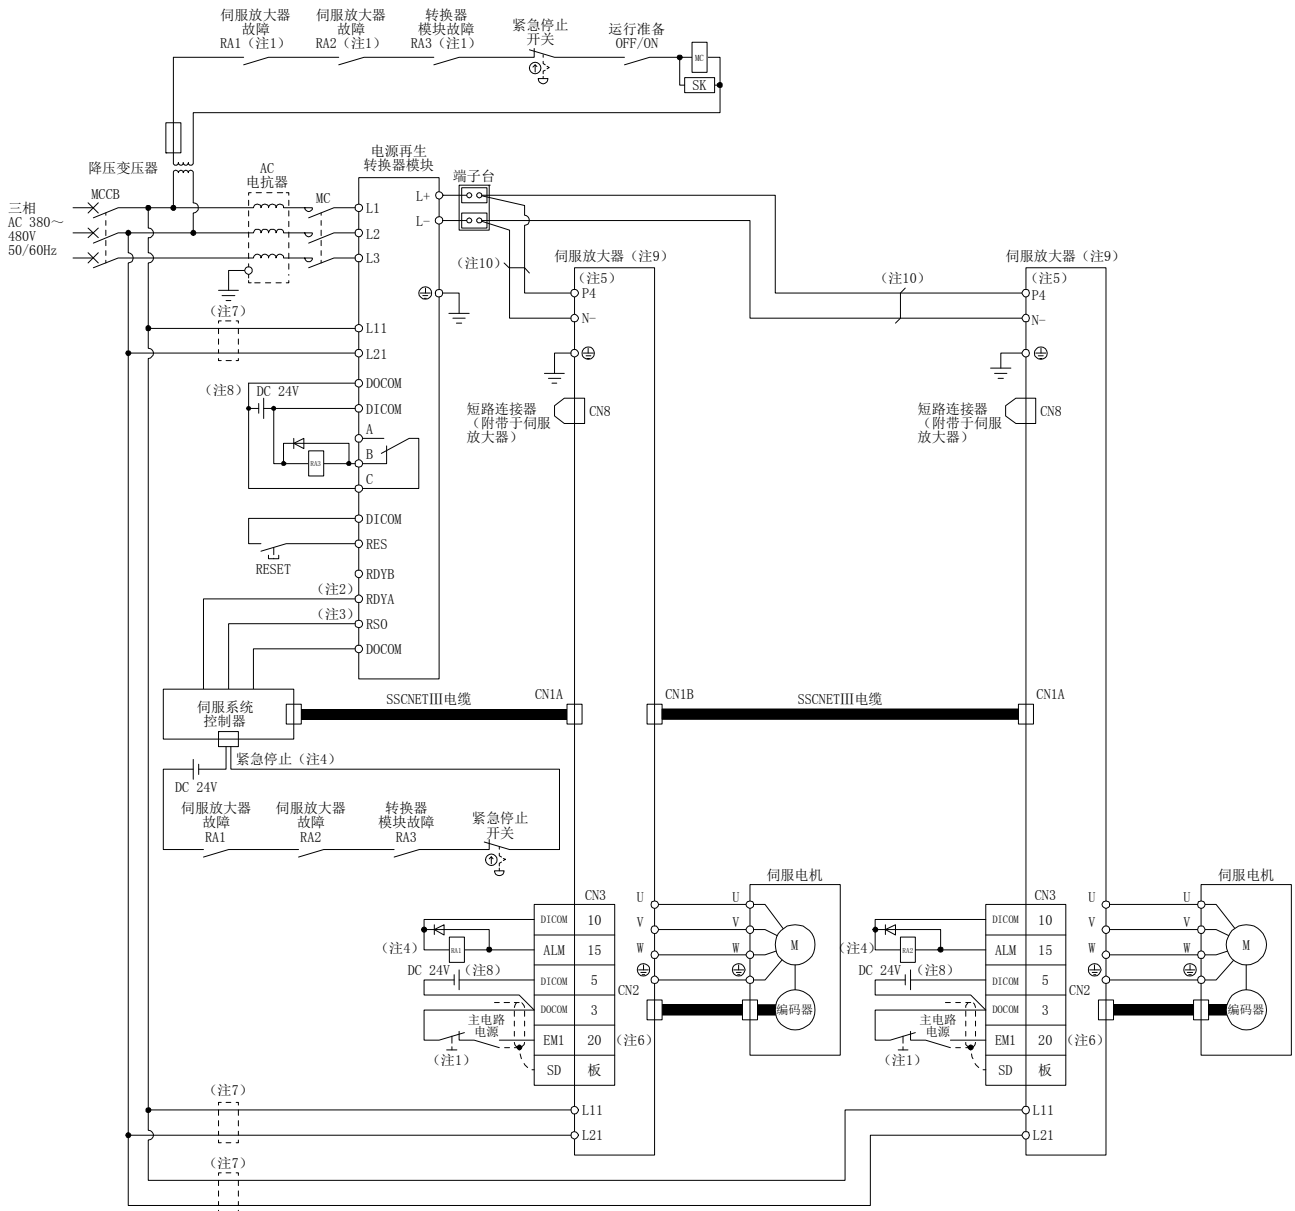 伺服放大器
故障
RA1（注1）
伺服放大器
故障
RA2（注1）
转换器
模块故障
RA3（注1）
紧急停止
开关
运行准备
OFF/ON
MC
SK
降压变压器
MCCB
AC
电抗器
MC
电源再生
转换器模块
端子台
三相
AC 380～
480V
50/60Hz
L1
L2
L3
L+
L-
（注7）
L11
L21
（注8）
DC 24V
DOCOM
DICOM
A
B
C
RA3
DICOM
RES
RESET
RDYB
（注2）
RDYA
（注3）
RSO
DOCOM
（注10）
伺服放大器（注9）
（注5）
P4
N-
短路连接器
（附带于伺服
放大器）
CN8
（注10）
伺服放大器（注9）
（注5）
P4
N-
短路连接器
（附带于伺服
放大器）
CN8
伺服系统
控制器
SSCNETⅢ电缆
CN1A
CN1B
SSCNETⅢ电缆
CN1A
紧急停止（注4）
DC 24V
伺服放大器
故障
RA1
伺服放大器
故障
RA2
转换器
模块故障
RA3
紧急停止
开关
CN3
DICOM 10
ALM 15
DICOM 5
DOCOM 3
EM1 20
SD 板
（注4）
RA1
DC 24V（注8）
主电路
电源
（注1）
（注6）
CN2
U
V
W
U
V
W
伺服电机
M
编码器
CN3
DICOM 10
ALM 15
DICOM 5
DOCOM 3
EM1 20
SD 板
（注4）
RA2
DC 24V（注8）
主电路
电源
（注1）
（注6）
CN2
U
V
W
U
V
W
伺服电机
M
编码器
（注7）
L11
L21
L11
L21
（注7）